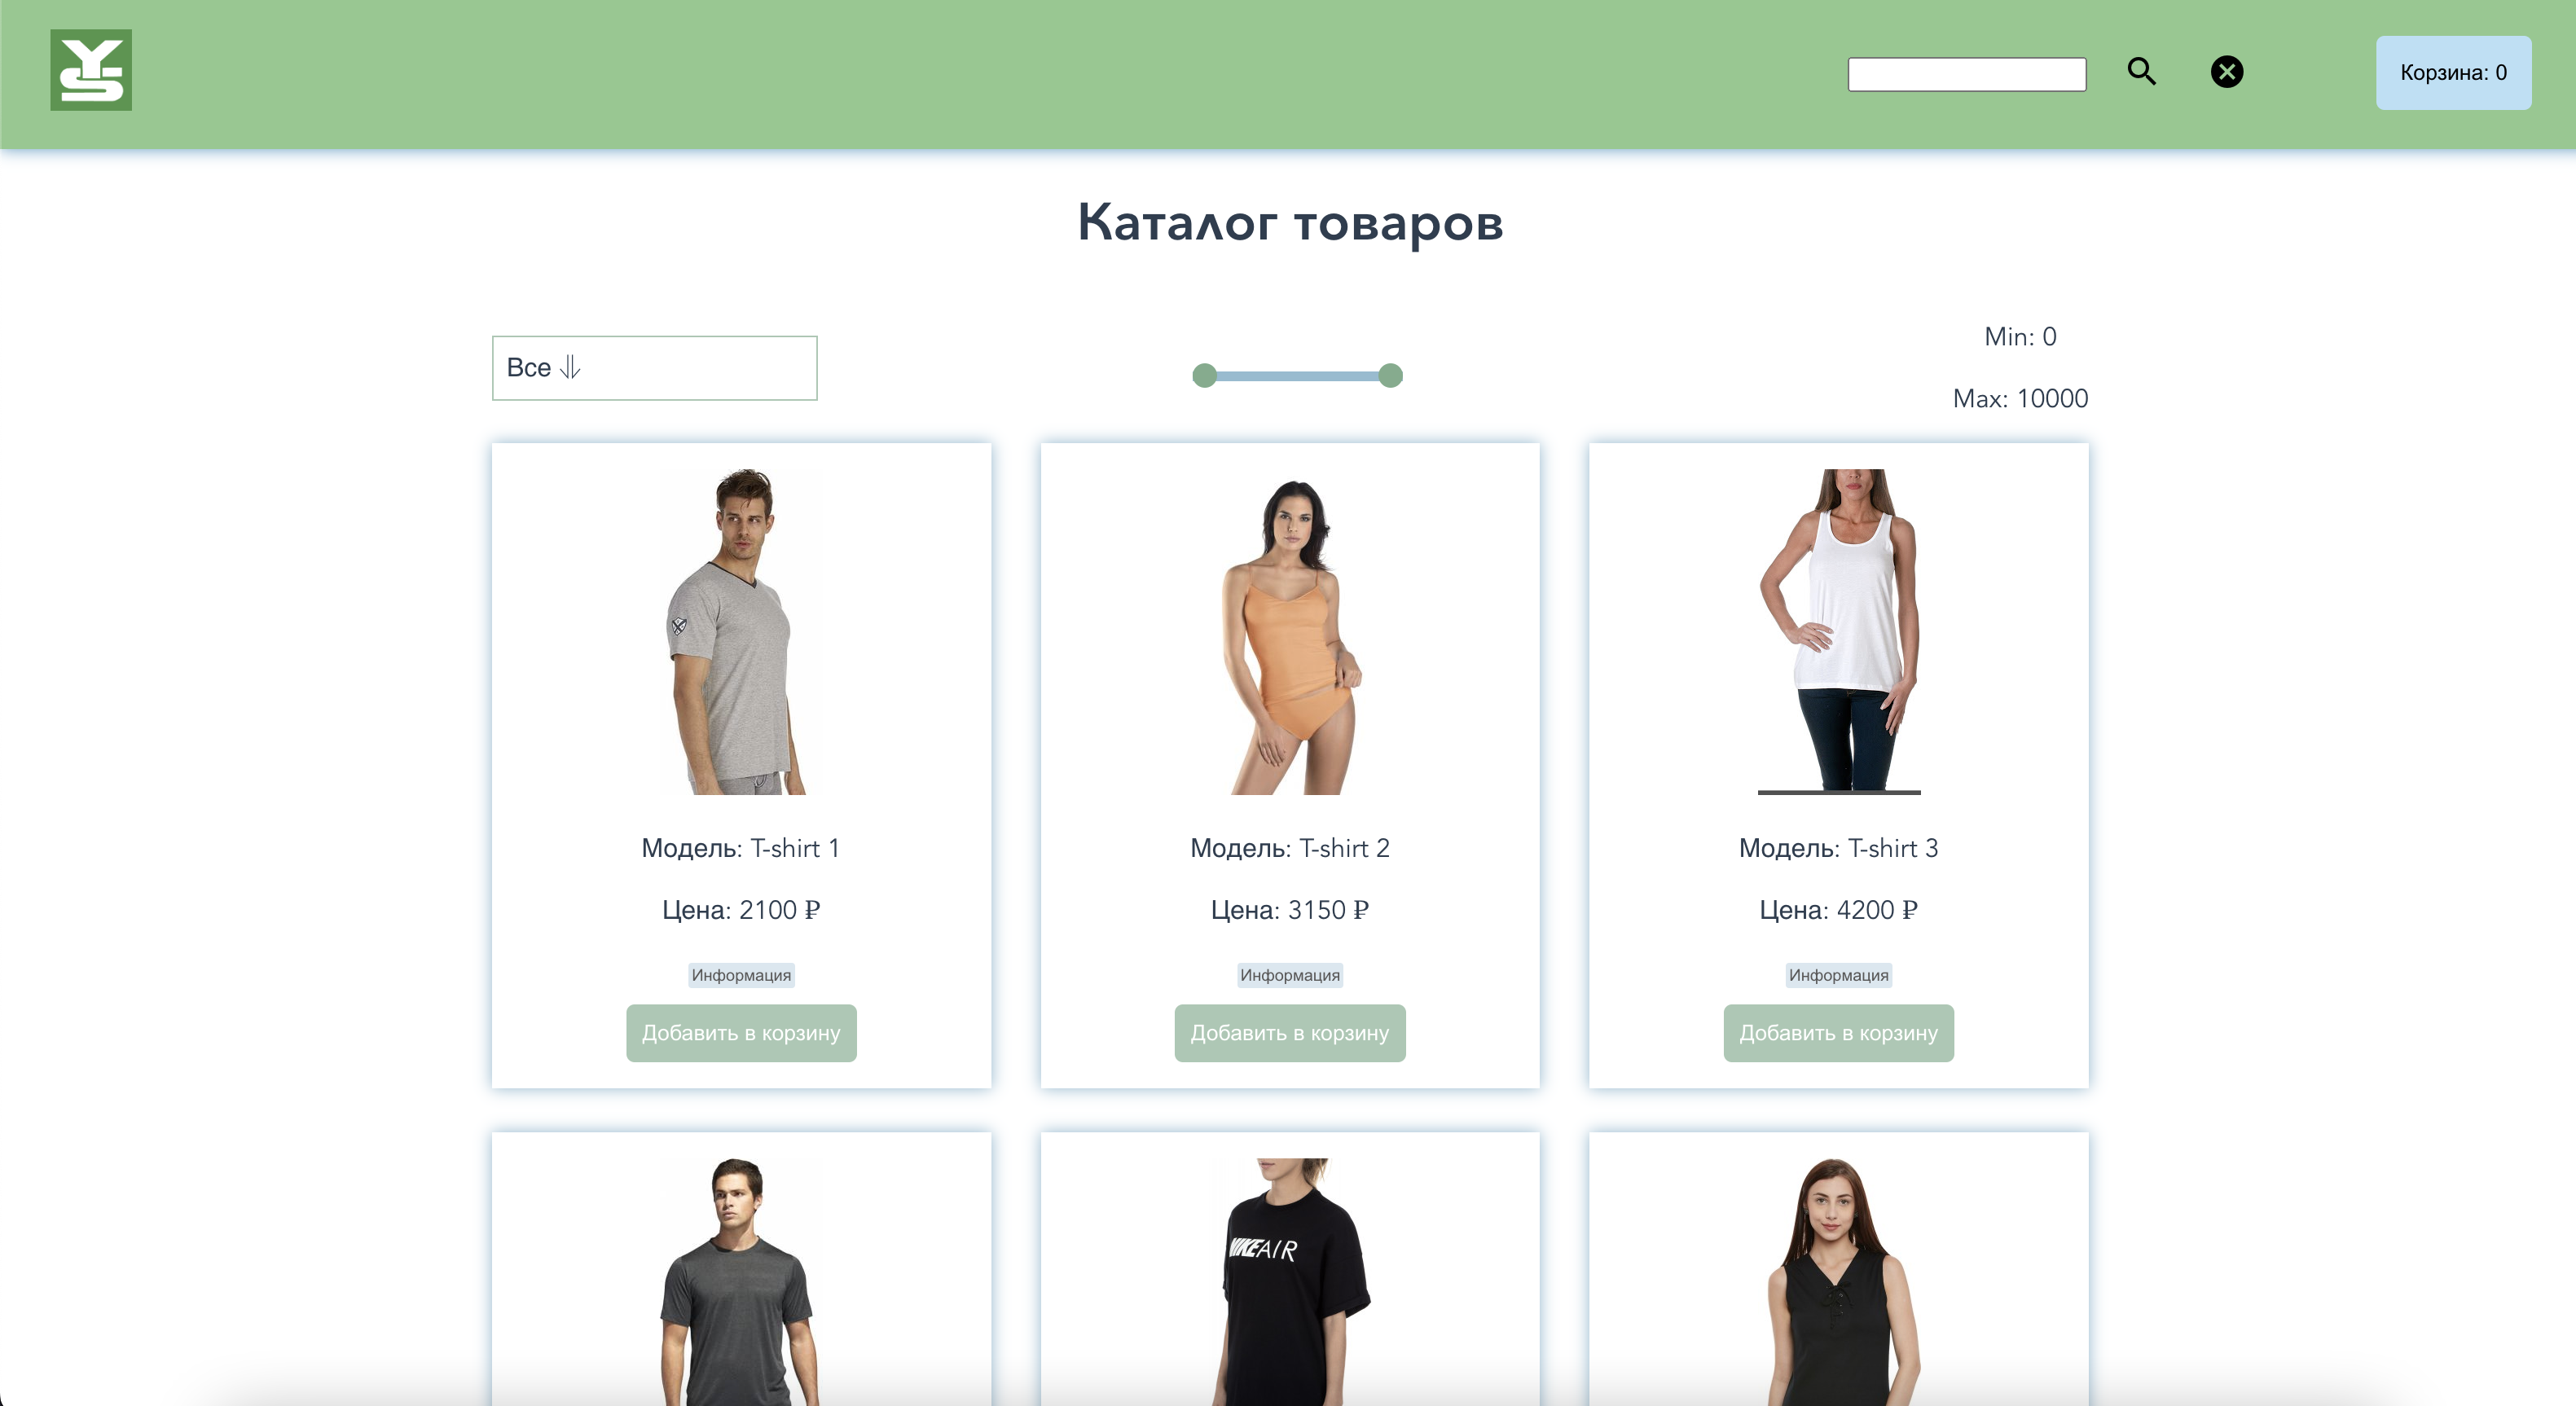 YS
Корзина: 0
Каталог товаров
Все ⥥
Min: 0
Max: 10000
Модель: T-shirt 1
Цена: 2100 ₽
Информация
Добавить в корзину
Модель: T-shirt 2
Цена: 3150 ₽
Информация
Добавить в корзину
Модель: T-shirt 3
Цена: 4200 ₽
Информация
Добавить в корзину
NIKE AIR